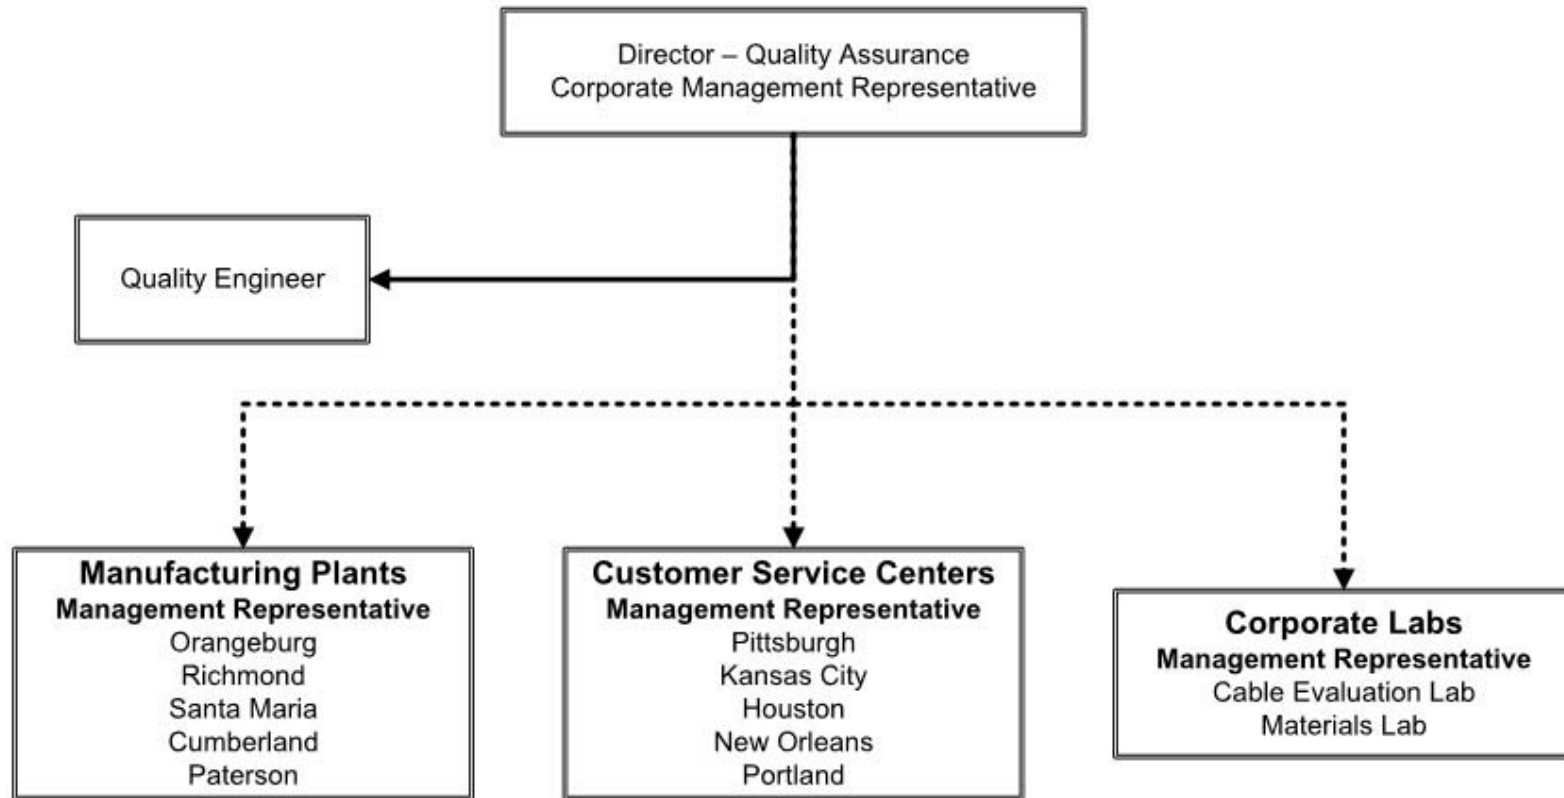 Director – Quality Assurance
Corporate Management Representative
Quality Engineer
Manufacturing Plants
Management Representative
Orangeburg
Richmond
Santa Maria
Cumberland
Paterson
Customer Service Centers
Management Representative
Pittsburgh
Kansas City
Houston
New Orleans
Portland
Corporate Labs
Management Representative
Cable Evaluation Lab
Materials Lab